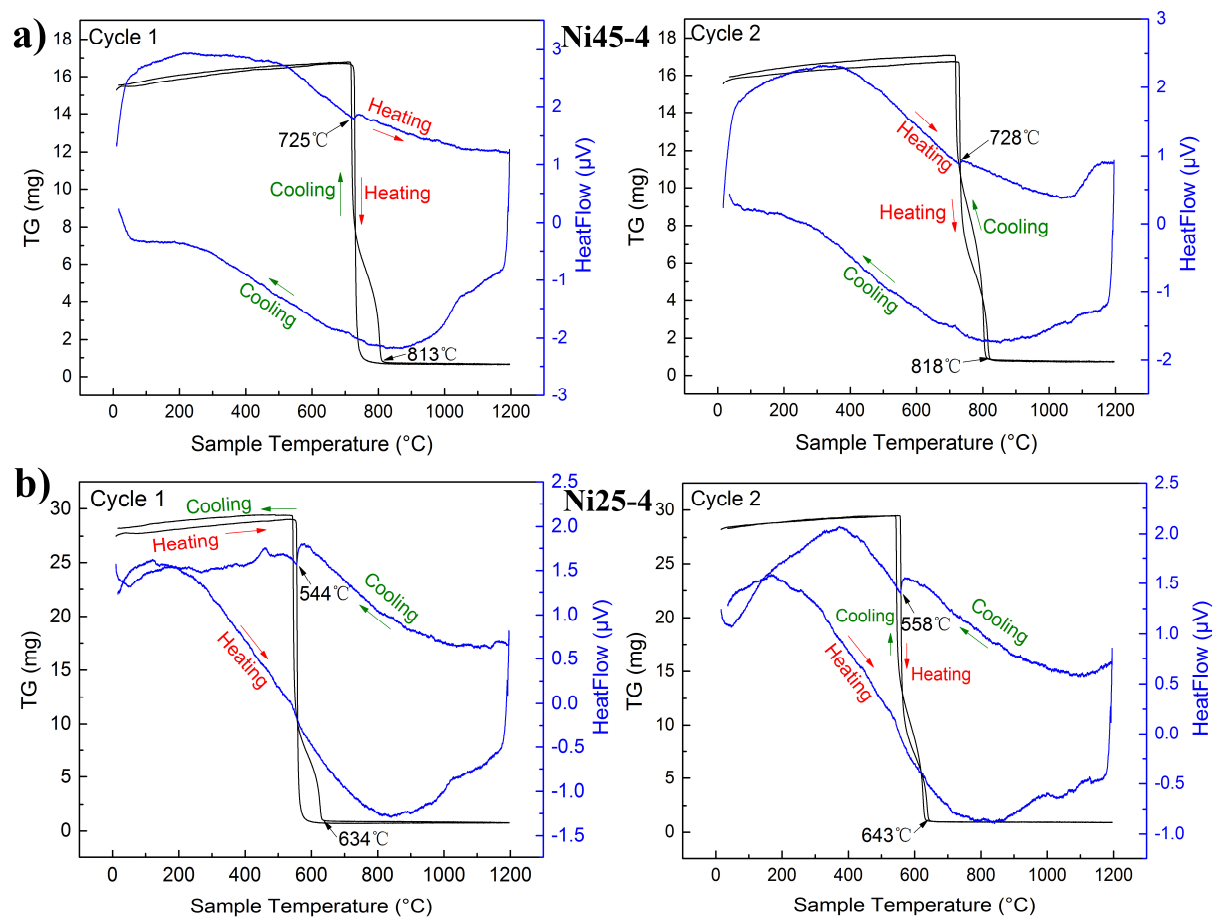 a)
Ni45-4
Cycle 1
TG (mg)
18
16
14
12
10
8
6
4
2
0
0 200 400 600 800 1000 1200
Sample Temperature (°C)
3
2
1
0
-1
-2
-3
HeatFlow (μV)
Heating
725℃
Cooling
Heating
Cooling
813℃
Cycle 2
TG (mg)
18
16
14
12
10
8
6
4
2
0
0 200 400 600 800 1000 1200
Sample Temperature (°C)
3
2
1
0
-1
-2
HeatFlow (μV)
728℃
Heating
Heating
Cooling
Cooling
818℃
b)
Ni25-4
Cycle 1
TG (mg)
30
25
20
15
10
5
0
0 200 400 600 800 1000 1200
Sample Temperature (°C)
2.5
2.0
1.5
1.0
0.5
0.0
-0.5
-1.0
-1.5
HeatFlow (μV)
Cooling
Heating
544℃
Cooling
Heating
634℃
Cycle 2
TG (mg)
30
25
20
15
10
5
0
0 200 400 600 800 1000 1200
Sample Temperature (°C)
2.5
2.0
1.5
1.0
0.5
0.0
-0.5
-1.0
HeatFlow (μV)
558℃
Cooling
Cooling
Heating
Heating
643℃